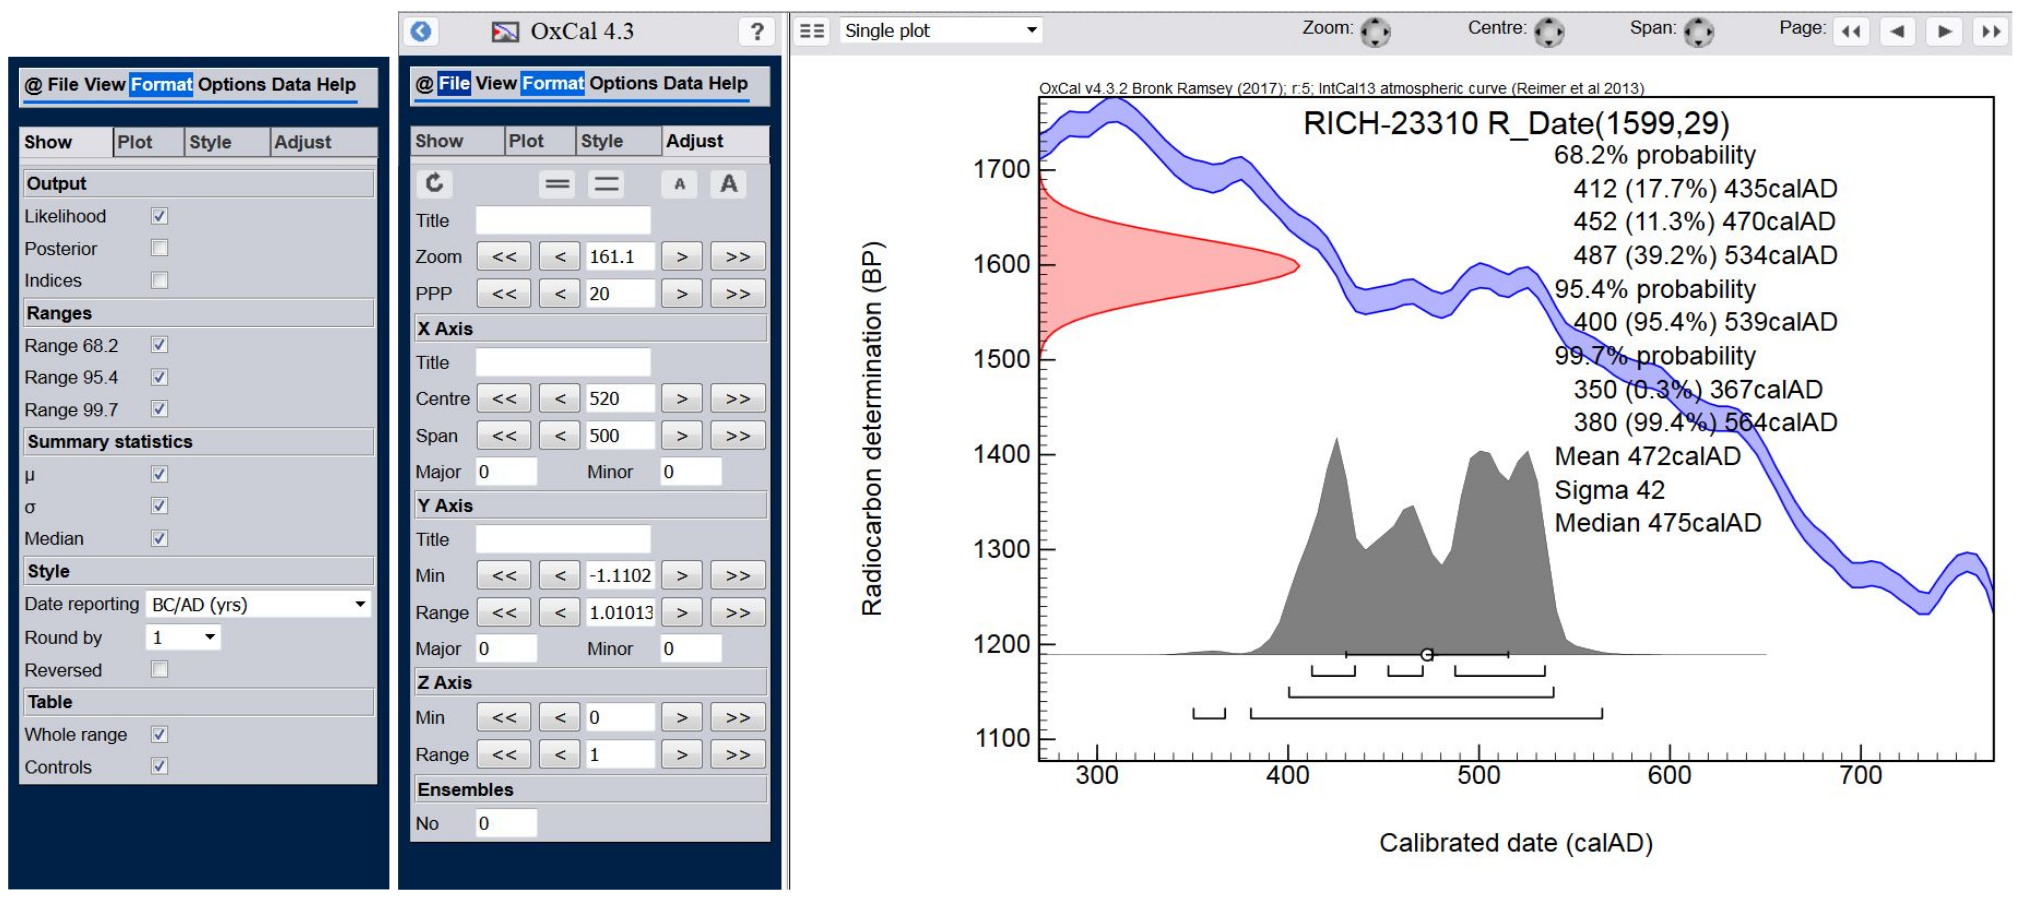 @ File View Format Options Data Help
Show Plot Style Adjust
Output
Likelihood
Posterior
Indices
Ranges
Range 68.2
Range 95.4
Range 99.7
Summary statistics
μ
σ
Median
Style
Date reporting BC/AD (yrs)
Round by 1
Reversed
Table
Whole range
Controls
OxCal 4.3 ?
@ File View Format Options Data Help
Show Plot Style Adjust
A A
Title
Zoom << < 161.1 > >>
PPP << < 20 > >>
X Axis
Title
Centre << < 520 > >>
Span << < 500 > >>
Major 0 Minor 0
Y Axis
Title
Min << < -1.1102 > >>
Range << < 1.01013 > >>
Major 0 Minor 0
Z Axis
Min << < 0 > >>
Range << < 1 > >>
Ensembles
No 0
Single plot Zoom: Centre: Span: Page:
OxCal v4.3.2 Bronk Ramsey (2017); r:5; IntCal13 atmospheric curve (Reimer et al 2013)
RICH-23310 R_Date(1599,29)
68.2% probability
412 (17.7%) 435calAD
452 (11.3%) 470calAD
487 (39.2%) 534calAD
95.4% probability
400 (95.4%) 539calAD
99.7% probability
350 (0.3%) 367calAD
380 (99.4%) 564calAD
Mean 472calAD
Sigma 42
Median 475calAD
Radiocarbon determination (BP)
1700
1600
1500
1400
1300
1200
1100
300 400 500 600 700
Calibrated date (calAD)